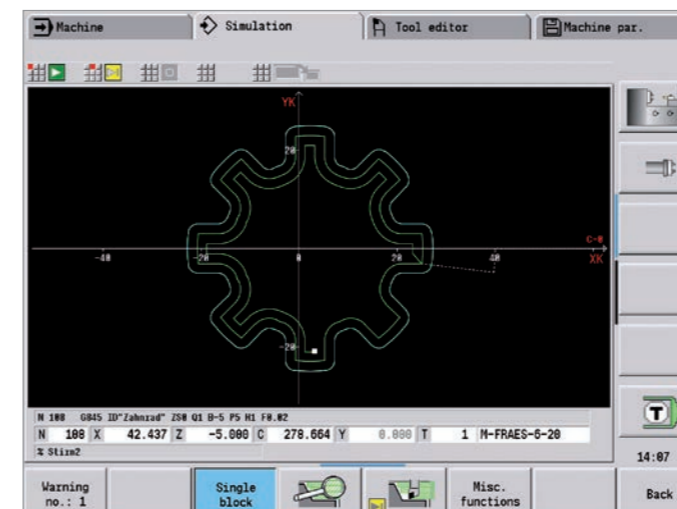 Machine Simulation Tool editor Machine par.
YK
20
C-0
-40 -20 0 20 40 XK
-20
N 108 G845 ID"Zahnrad" ZS0 Q1 B-5 P5 H1 F0.02
N 108 X 42.437 Z -5.000 C 278.664 Y 0.000 T 1 M-FRAES-6-20
% Stirn2
T
14:07
Warning no.: 1
Single block
Misc. functions
Back